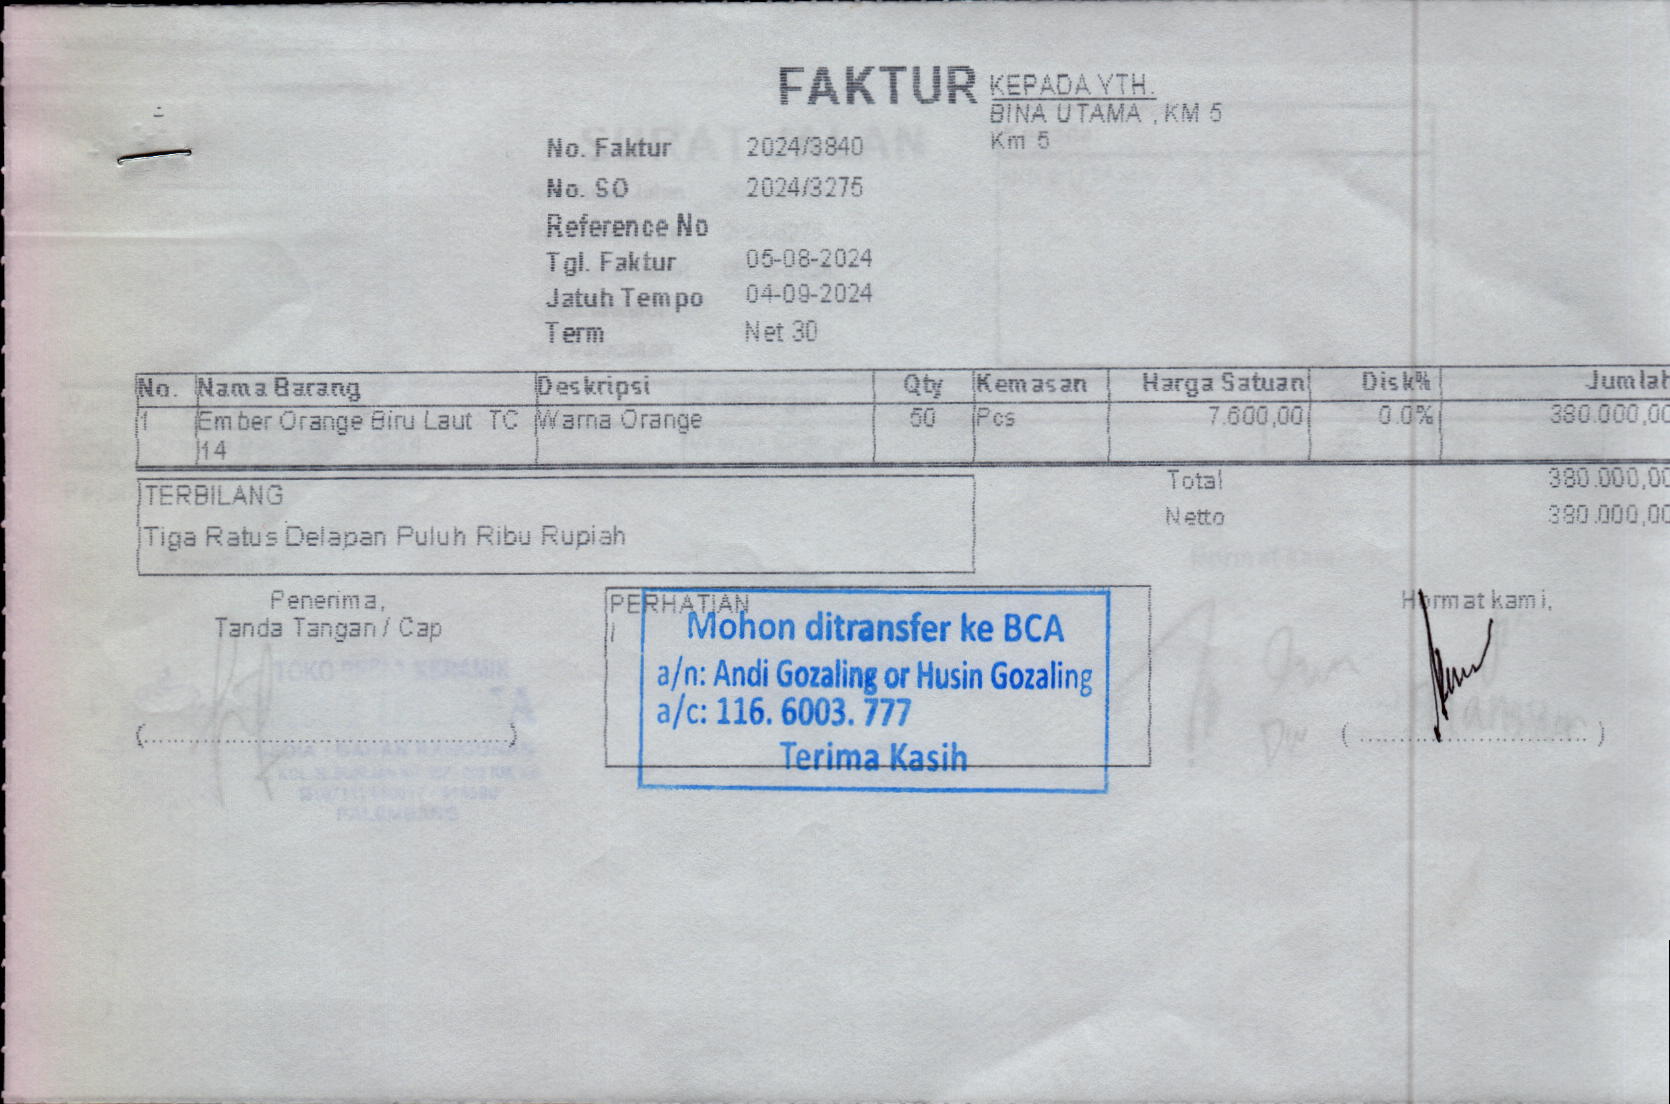 FAKTUR
KEPADA YTH.
BINA UTAMA , KM 5
Km 5
No. Faktur 2024/3840
No. SO 2024/3275
Reference No
Tgl. Faktur 05-08-2024
Jatuh Tempo 04-09-2024
Term Net 30
No. Nama Barang Deskripsi Qty Kemasan Harga Satuan Disk% Jumlah
1 Ember Orange Biru Laut TC Warna Orange 50 Pcs 7.600,00 0.0% 380.000,00
14
Total 380.000,00
Netto 380.000,00
TERBILANG
Tiga Ratus Delapan Puluh Ribu Rupiah
Penerima,
Tanda Tangan / Cap
(........................................)
PERHATIAN
Mohon ditransfer ke BCA
a/n: Andi Gozaling or Husin Gozaling
a/c: 116. 6003. 777
Terima Kasih
Hormat kami,
(........................................)
PALEMBANG